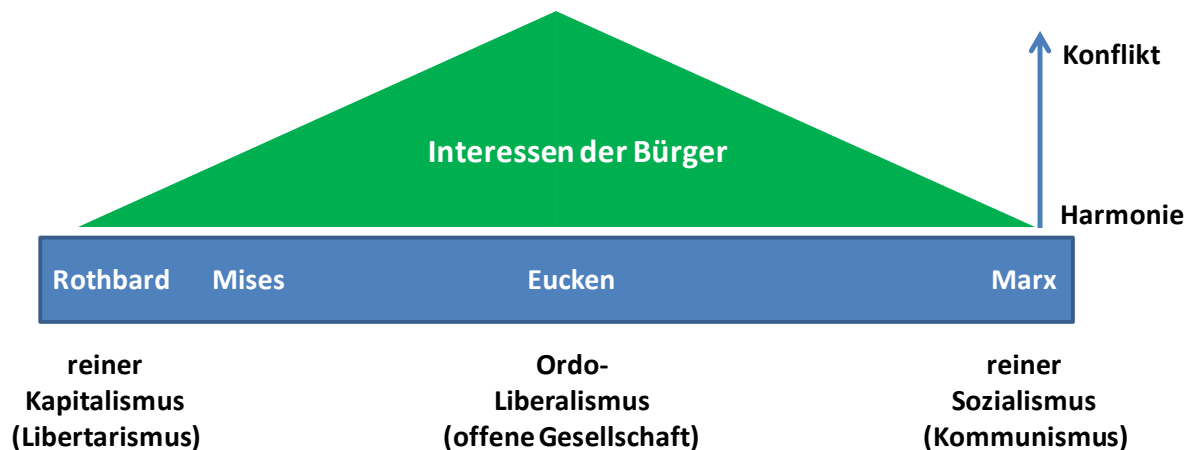 Konflikt
Interessen der Bürger
Harmonie
Rothbard Mises Eucken Marx
reiner
Kapitalismus
(Libertarismus)
Ordo-
Liberalismus
(offene Gesellschaft)
reiner
Sozialismus
(Kommunismus)